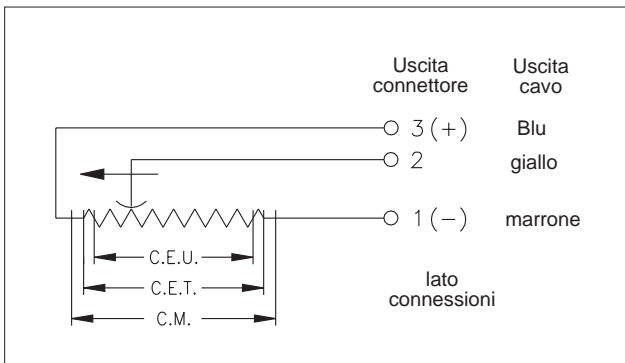 Uscita connettore
Uscita cavo
3 (+)
Blu
2
giallo
1 (-)
marrone
C.E.U.
C.E.T.
C.M.
lato connessioni